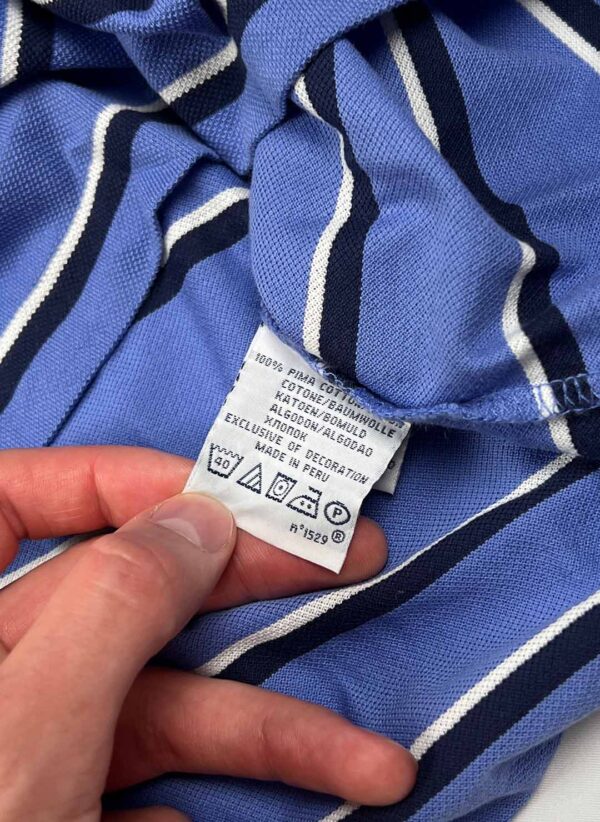 100% PIMA COTTON
COTONE/BAUMWOLLE
KATOEN/BOMULD
ALGODON/ALGODAO
ХЛОПОК
EXCLUSIVE OF DECORATION
MADE IN PERU
40
P
n°1529 ®